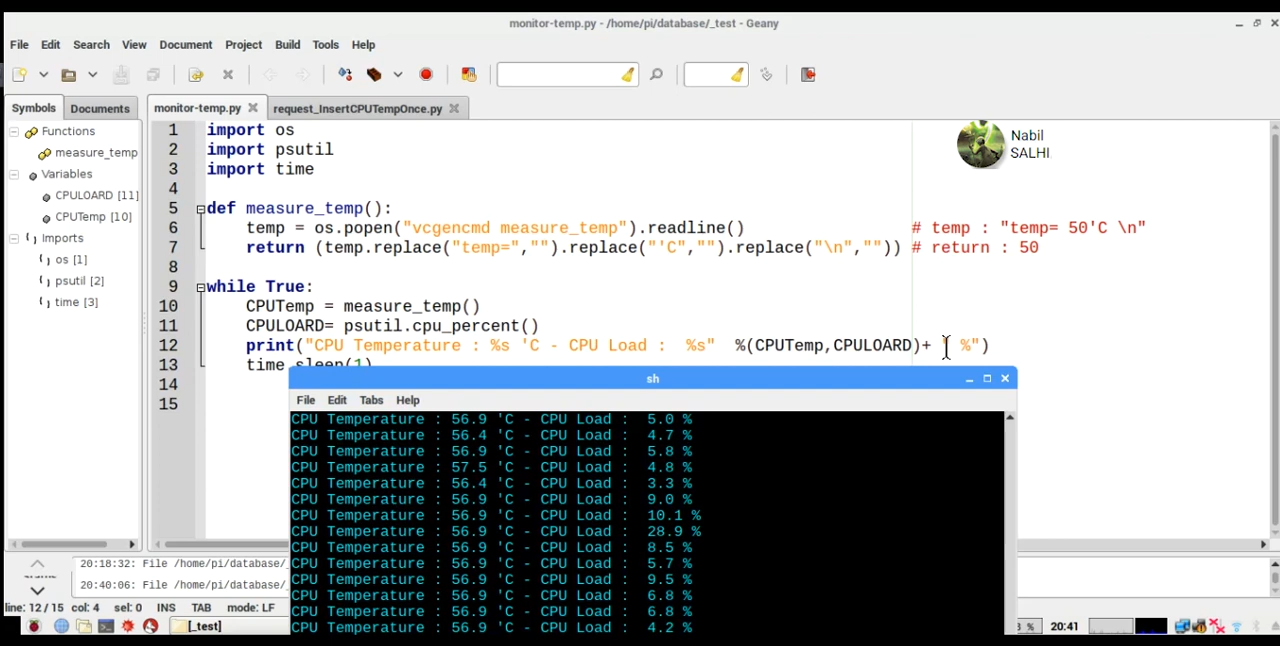 monitor-temp.py - /home/pi/database/_test - Geany
File Edit Search View Document Project Build Tools Help
Symbols Documents monitor-temp.py request_InsertCPUTempOnce.py
Functions
measure_temp
Variables
CPULOARD [11]
CPUTemp [10]
Imports
os [1]
psutil [2]
time [3]
1 import os
2 import psutil
3 import time
4
5 def measure_temp():
6 temp = os.popen("vcgencmd measure_temp").readline() # temp : "temp= 50'C \n"
7 return (temp.replace("temp=","").replace("'C","").replace("\n","")) # return : 50
8
9 while True:
10 CPUTemp = measure_temp()
11 CPULOARD= psutil.cpu_percent()
12 print("CPU Temperature : %s 'C - CPU Load :  %s"  %(CPUTemp,CPULOARD)+ " %")
13 time.sleep(1)
14
15
Nabil
SALHI
sh
File Edit Tabs Help
CPU Temperature : 56.9 'C - CPU Load :  5.0 %
CPU Temperature : 56.4 'C - CPU Load :  4.7 %
CPU Temperature : 56.9 'C - CPU Load :  5.8 %
CPU Temperature : 57.5 'C - CPU Load :  4.8 %
CPU Temperature : 56.4 'C - CPU Load :  3.3 %
CPU Temperature : 56.9 'C - CPU Load :  9.0 %
CPU Temperature : 56.9 'C - CPU Load :  10.1 %
CPU Temperature : 56.9 'C - CPU Load :  28.9 %
CPU Temperature : 56.9 'C - CPU Load :  8.5 %
CPU Temperature : 56.9 'C - CPU Load :  5.7 %
CPU Temperature : 56.9 'C - CPU Load :  9.5 %
CPU Temperature : 56.9 'C - CPU Load :  6.8 %
CPU Temperature : 56.9 'C - CPU Load :  6.8 %
CPU Temperature : 56.9 'C - CPU Load :  4.2 %
20:18:32: File /home/pi/database/
20:40:06: File /home/pi/database/
line: 12 / 15 col: 4 sel: 0 INS TAB mode: LF
[_test] % 20:41